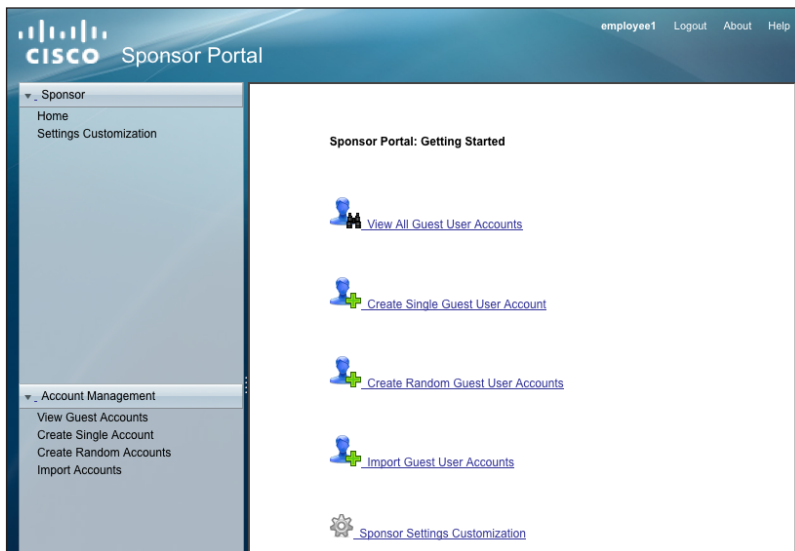 employee1 Logout About Help
CISCO Sponsor Portal
Sponsor
Home
Settings Customization
Account Management
View Guest Accounts
Create Single Account
Create Random Accounts
Import Accounts
Sponsor Portal: Getting Started
View All Guest User Accounts
Create Single Guest User Account
Create Random Guest User Accounts
Import Guest User Accounts
Sponsor Settings Customization